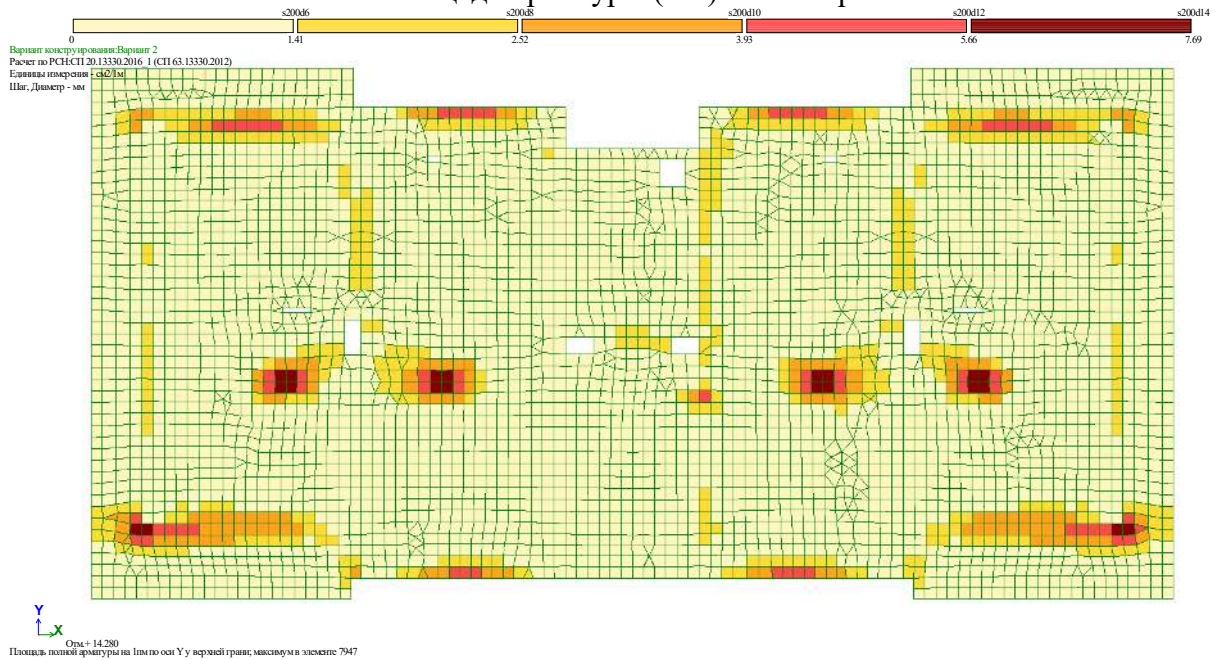 s200d6 s200d8 s200d10 s200d12 s200d14
0 1.41 2.52 3.93 5.66 7.69
Вариант конструирования:Вариант 2
Расчет по РСН:СП 20.13330.2016_1 (СП 63.13330.2012)
Единицы измерения - см2/1м
Шаг, Диаметр - мм
Y
X
Отм.+ 14.280
Площадь полной арматуры на 1пм по оси Y у верхней грани; максимум в элементе 7947